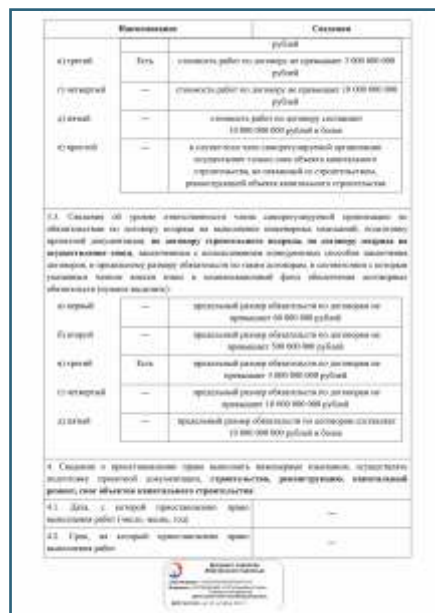 Наименование Сведения
рублей
в) третий Есть стоимость работ по договору не превышает 3 000 000 000
рублей
г) четвертый — стоимость работ по договору не превышает 10 000 000 000
рублей
д) пятый — стоимость работ по договору составляет
10 000 000 000 рублей и более
е) простой — в случае если член саморегулируемой организации
осуществляет только снос объекта капитального
строительства, не связанный со строительством,
реконструкцией объекта капитального строительства
3.3. Сведения об уровне ответственности члена саморегулируемой организации по
обязательствам по договору подряда на выполнение инженерных изысканий, подготовку
проектной документации, по договору строительного подряда, по договору подряда на
осуществление сноса, заключенным с использованием конкурентных способов заключения
договоров, и предельному размеру обязательств по таким договорам, в соответствии с которым
указанным членом внесен взнос в компенсационный фонд обеспечения договорных
обязательств (нужное выделить):
а) первый — предельный размер обязательств по договорам не
превышает 60 000 000 рублей
б) второй — предельный размер обязательств по договорам не
превышает 500 000 000 рублей
в) третий Есть предельный размер обязательств по договорам не
превышает 3 000 000 000 рублей
г) четвертый — предельный размер обязательств по договорам не
превышает 10 000 000 000 рублей
д) пятый — предельный размер обязательств по договорам составляет
10 000 000 000 рублей и более
4. Сведения о приостановлении права выполнять инженерные изыскания, осуществлять
подготовку проектной документации, строительство, реконструкцию, капитальный
ремонт, снос объектов капитального строительства:
4.1. Дата, с которой приостановлено право
выполнения работ (число, месяц, год) —
4.2. Срок, на который приостановлено право
выполнения работ —